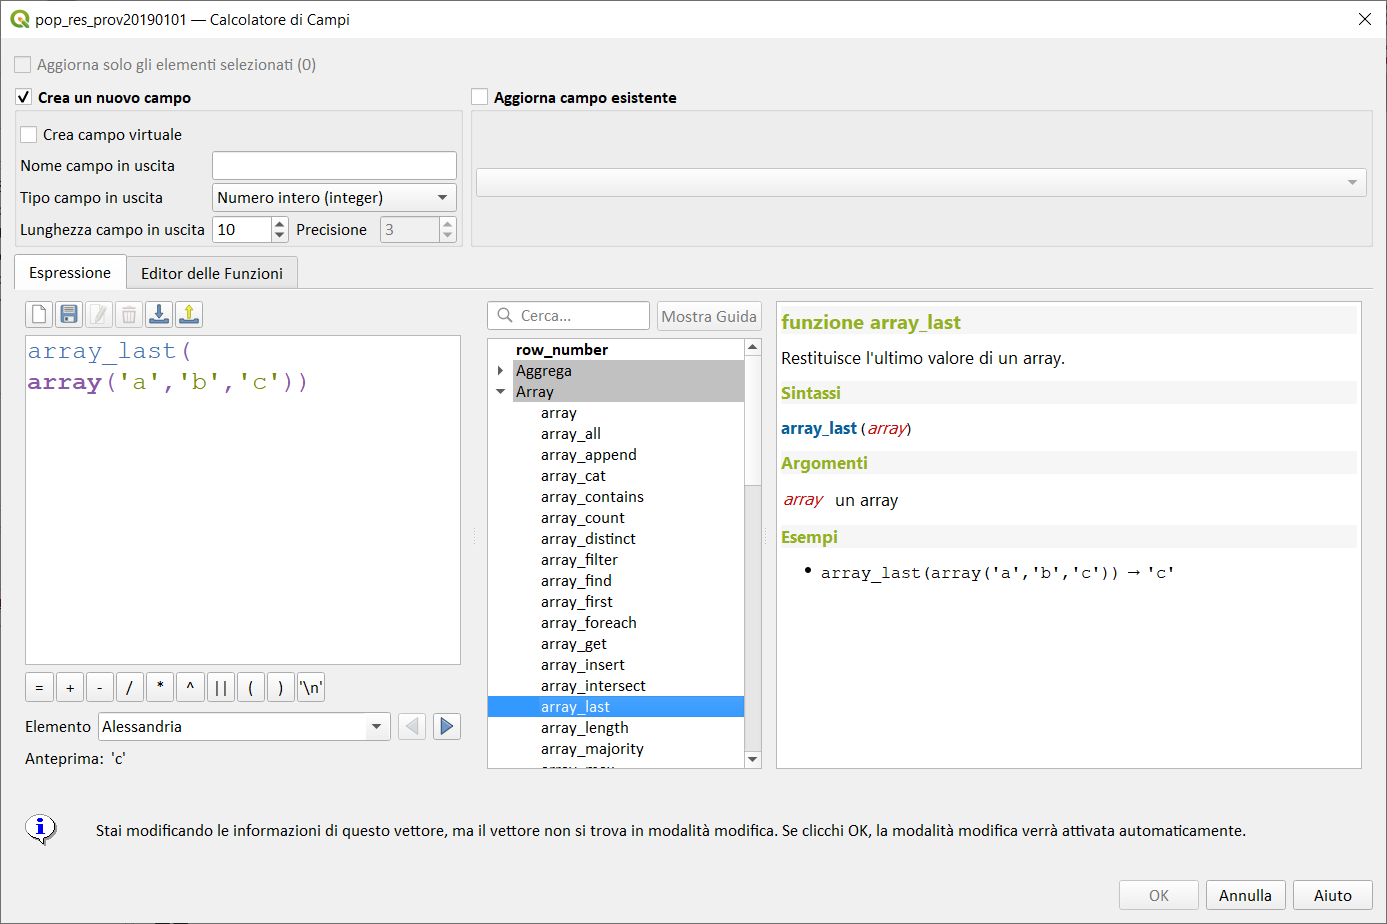 pop_res_prov20190101 — Calcolatore di Campi
Aggiorna solo gli elementi selezionati (0)
Crea un nuovo campo
Aggiorna campo esistente
Crea campo virtuale
Nome campo in uscita
Tipo campo in uscita
Numero intero (integer)
Lunghezza campo in uscita
10
Precisione
3
Espressione
Editor delle Funzioni
array_last(
array('a','b','c'))
=
+
-
/
*
^
||
(
)
'\n'
Elemento
Alessandria
Anteprima: 'c'
Cerca...
Mostra Guida
row_number
Aggrega
Array
array
array_all
array_append
array_cat
array_contains
array_count
array_distinct
array_filter
array_find
array_first
array_foreach
array_get
array_insert
array_intersect
array_last
array_length
array_majority
funzione array_last
Restituisce l'ultimo valore di un array.
Sintassi
array_last(array)
Argomenti
array un array
Esempi
• array_last(array('a','b','c')) → 'c'
Stai modificando le informazioni di questo vettore, ma il vettore non si trova in modalità modifica. Se clicchi OK, la modalità modifica verrà attivata automaticamente.
OK
Annulla
Aiuto